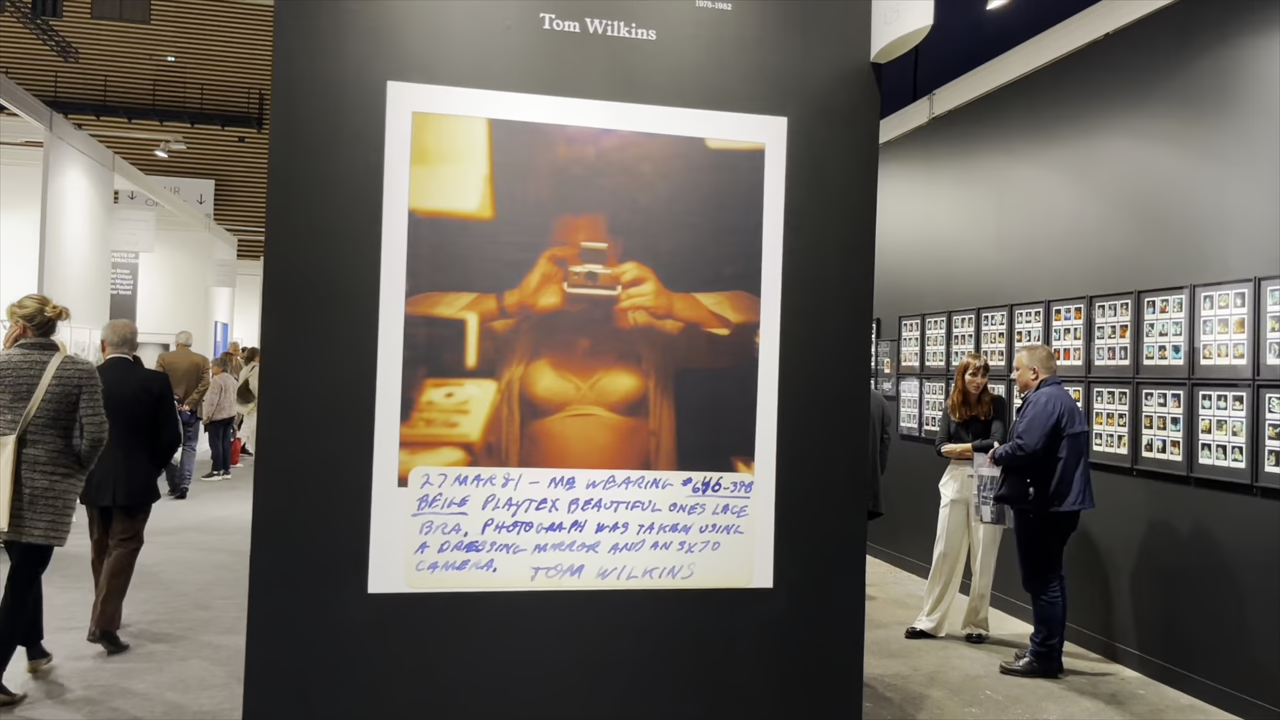 1978-1982
Tom Wilkins
27 MAR 81 - ME WEARING #646-38B
BEIGE PLAYTEX BEAUTIFUL ONES LACE
BRA. PHOTOGRAPH WAS TAKEN USING
A DRESSING MIRROR AND AN SX70
CAMERA. TOM WILKINS